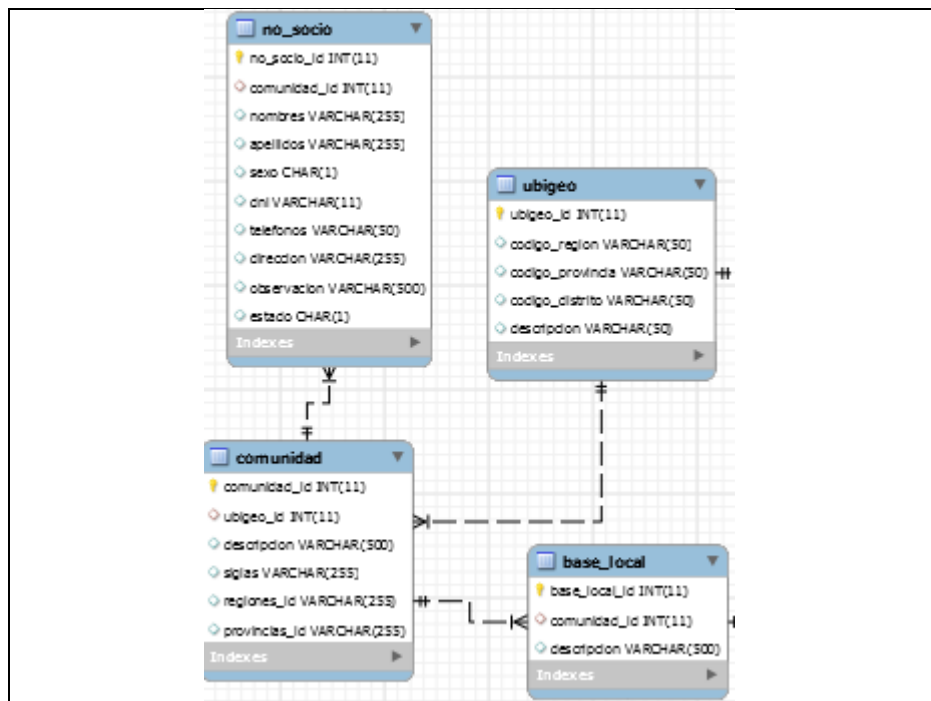 no_socio
no_socio_id INT(11)
comunidad_id INT(11)
nombres VARCHAR(255)
apellidos VARCHAR(255)
sexo CHAR(1)
dni VARCHAR(11)
telefonos VARCHAR(50)
direccion VARCHAR(255)
observacion VARCHAR(500)
estado CHAR(1)
Indexes
ubigeo
ubigeo_id INT(11)
codigo_region VARCHAR(50)
codigo_provincia VARCHAR(50)
codigo_distrito VARCHAR(50)
descripcion VARCHAR(50)
Indexes
comunidad
comunidad_id INT(11)
ubigeo_id INT(11)
descripcion VARCHAR(500)
siglas VARCHAR(255)
regiones_id VARCHAR(255)
provincias_id VARCHAR(255)
Indexes
base_local
base_local_id INT(11)
comunidad_id INT(11)
descripcion VARCHAR(500)
Indexes